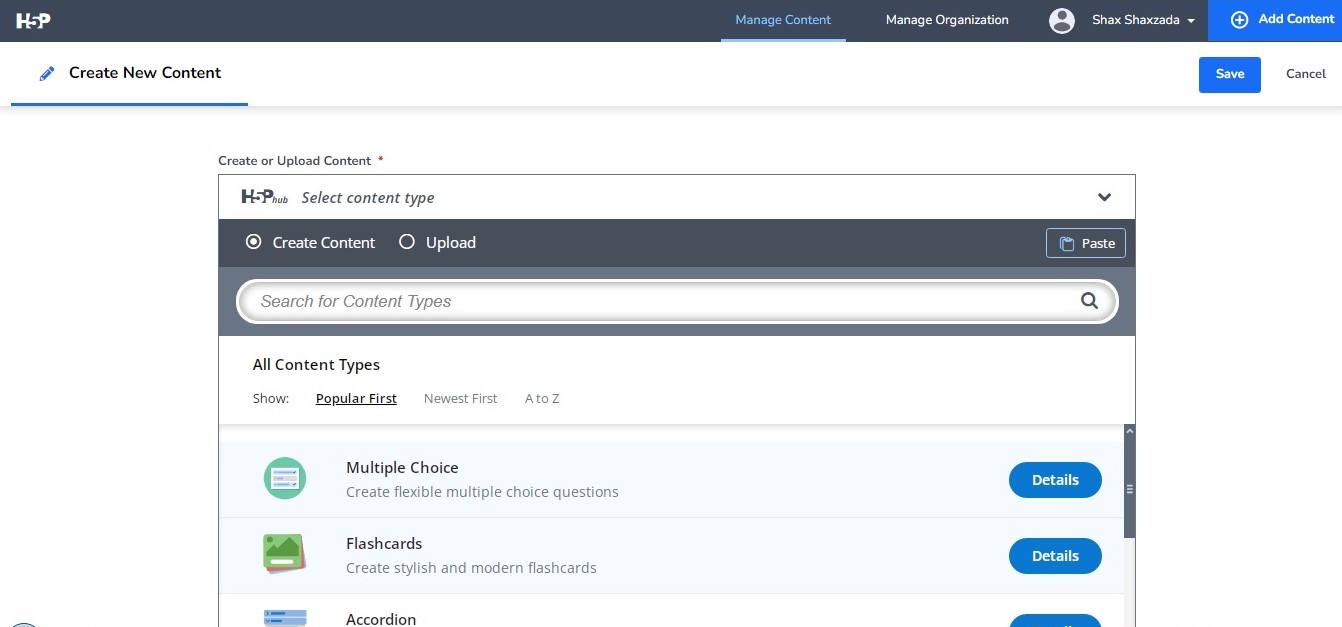 H5P
Manage Content
Manage Organization
Shax Shaxzada
Add Content
Create New Content
Save
Cancel
Create or Upload Content *
H5P hub Select content type
Create Content
Upload
Paste
Search for Content Types
All Content Types
Show: Popular First Newest First A to Z
Multiple Choice
Create flexible multiple choice questions
Details
Flashcards
Create stylish and modern flashcards
Details
Accordion